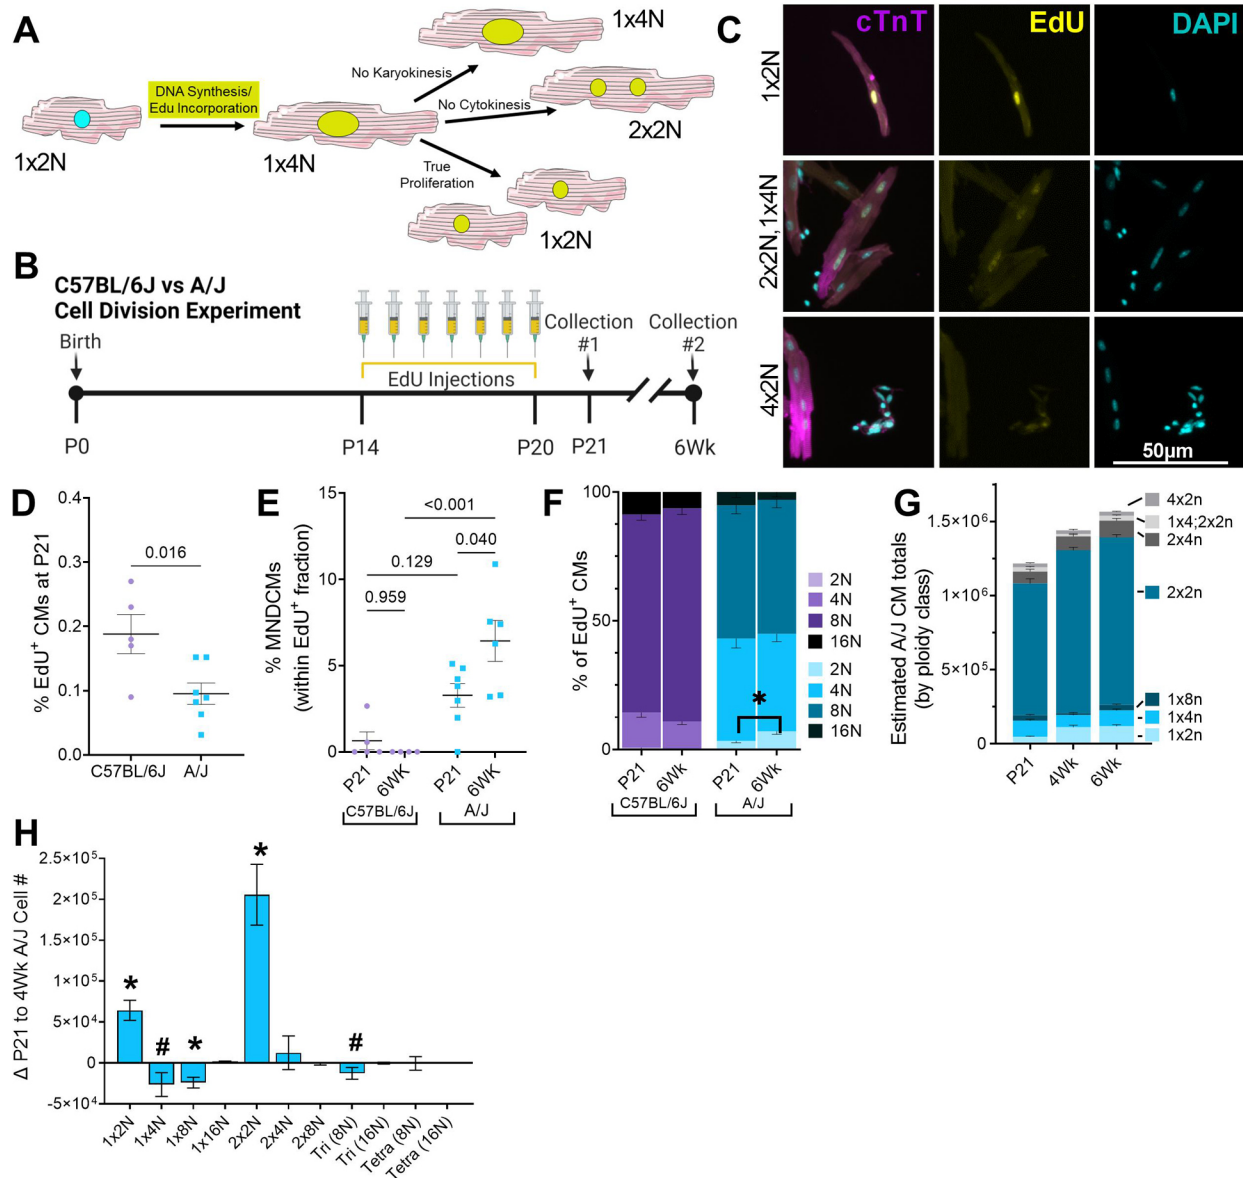 A
1x2N
DNA Synthesis/
Edu Incorporation
1x4N
No Karyokinesis
1x4N
No Cytokinesis
2x2N
True
Proliferation
1x2N
B
C57BL/6J vs A/J
Cell Division Experiment
Birth
EdU Injections
Collection
#1
Collection
#2
P0
P14
P20
P21
6Wk
C
cTnT
EdU
DAPI
1x2N
2x2N,1x4N
4x2N
50µm
D
% EdU⁺ CMs at P21
0.4
0.3
0.2
0.1
0.0
0.016
C57BL/6J
A/J
E
% MNDCMs
(within EdU⁺ fraction)
15
10
5
0
<0.001
0.040
0.129
0.959
P21
6WK
P21
6WK
C57BL/6J
A/J
F
% of EdU⁺ CMs
100
50
0
*
P21
6WK
P21
6WK
C57BL/6J
A/J
2N
4N
8N
16N
2N
4N
8N
16N
G
Estimated A/J CM totals
(by ploidy class)
1.5×10⁶
1×10⁶
5×10⁵
0
P21
4Wk
6Wk
4x2n
1x4;2x2n
2x4n
2x2n
1x8n
1x4n
1x2n
H
Δ P21 to 4Wk A/J Cell #
2.5×10⁵
2×10⁵
1.5×10⁵
1×10⁵
5×10⁴
0
-5×10⁴
*
#
*
*
#
1x2N
1x4N
1x8N
1x16N
2x2N
2x4N
2x8N
Tri (8N)
Tri (16N)
Tetra (8N)
Tetra (16N)